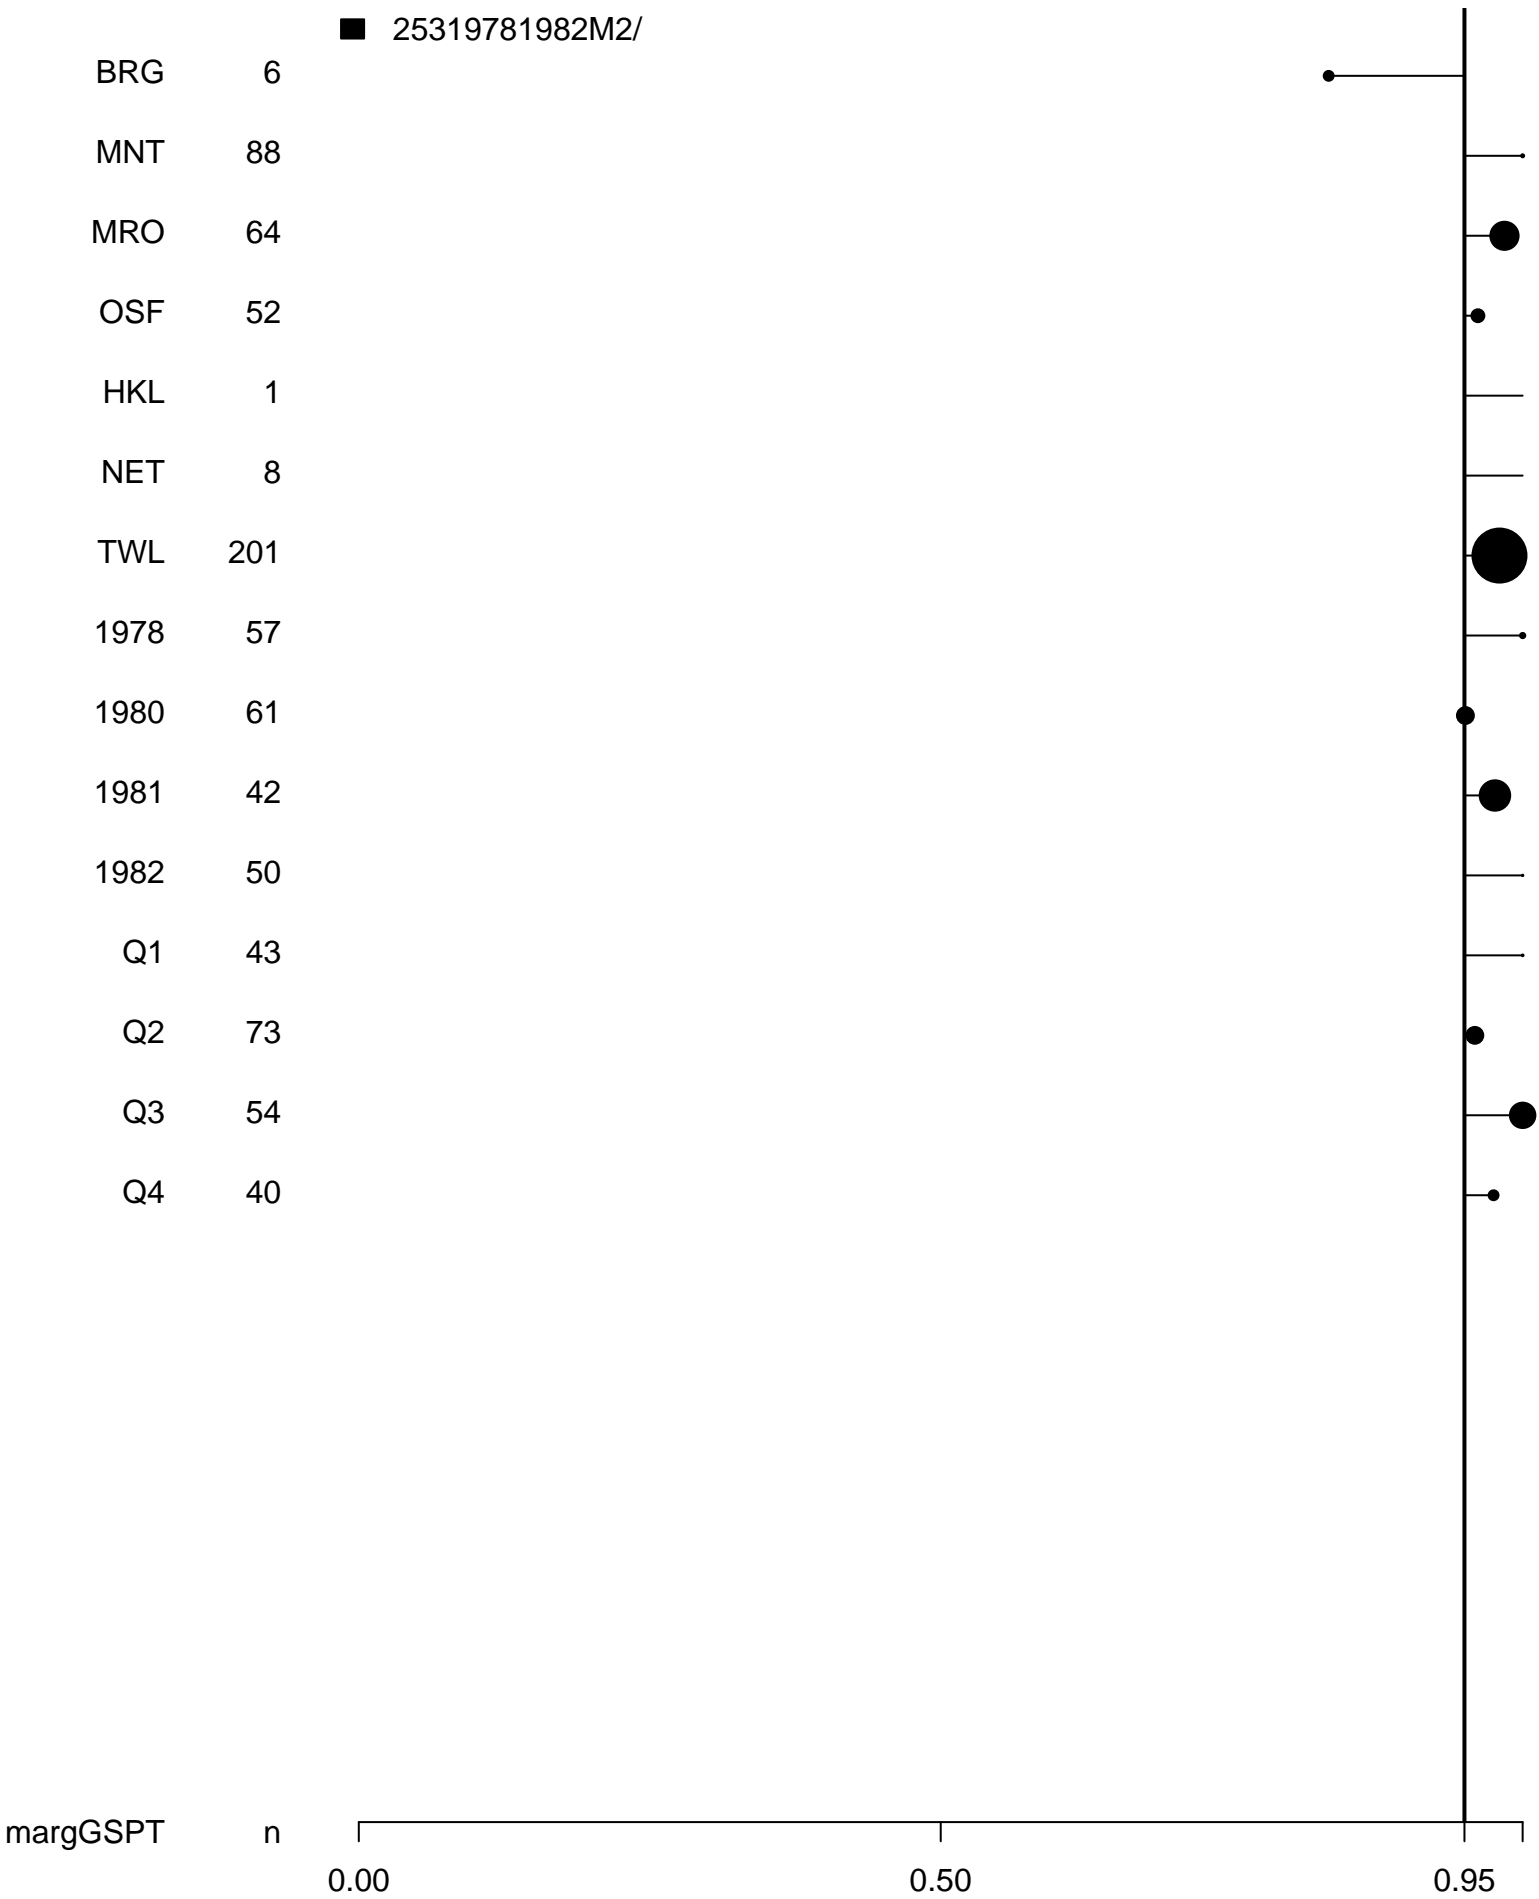 25319781982M2/
BRG 6
MNT 88
MRO 64
OSF 52
HKL 1
NET 8
TWL 201
1978 57
1980 61
1981 42
1982 50
Q1 43
Q2 73
Q3 54
Q4 40
margGSPT n
0.00 0.50 0.95